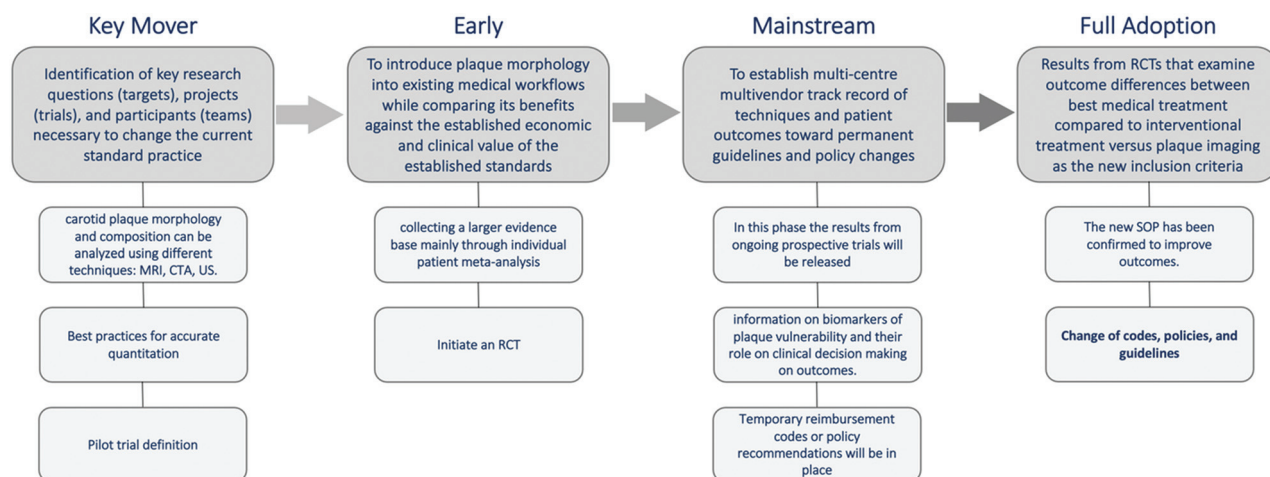 Key Mover
Identification of key research
questions (targets), projects
(trials), and participants (teams)
necessary to change the current
standard practice
carotid plaque morphology
and composition can be
analyzed using different
techniques: MRI, CTA, US.
Best practices for accurate
quantitation
Pilot trial definition
Early
To introduce plaque morphology
into existing medical workflows
while comparing its benefits
against the established economic
and clinical value of the
established standards
collecting a larger evidence
base mainly through individual
patient meta-analysis
Initiate an RCT
Mainstream
To establish multi-centre
multivendor track record of
techniques and patient
outcomes toward permanent
guidelines and policy changes
In this phase the results from
ongoing prospective trials will
be released
information on biomarkers of
plaque vulnerability and their
role on clinical decision making
on outcomes.
Temporary reimbursement
codes or policy
recommendations will be in
place
Full Adoption
Results from RCTs that examine
outcome differences between
best medical treatment
compared to interventional
treatment versus plaque imaging
as the new inclusion criteria
The new SOP has been
confirmed to improve
outcomes.
Change of codes, policies, and
guidelines